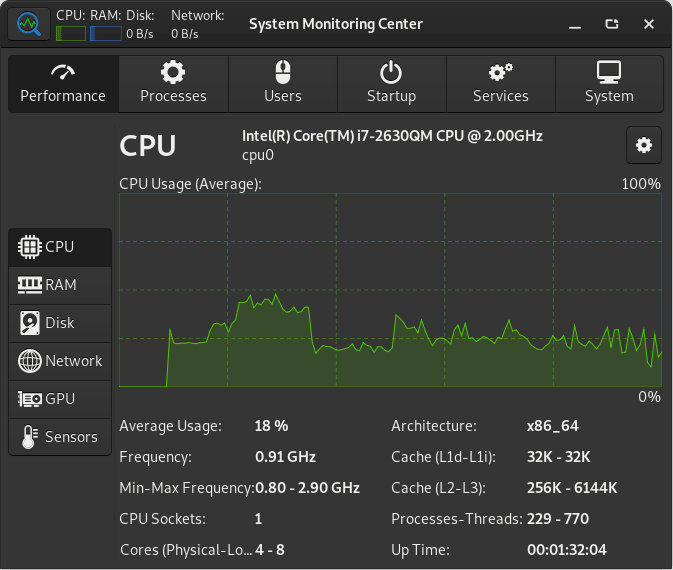 CPU: RAM: Disk: Network:
0 B/s 0 B/s
System Monitoring Center
Performance Processes Users Startup Services System
CPU
Intel(R) Core(TM) i7-2630QM CPU @ 2.00GHz
cpu0
CPU Usage (Average): 100%
CPU
RAM
Disk
Network
GPU
Sensors
0%
Average Usage: 18 % Architecture: x86_64
Frequency: 0.91 GHz Cache (L1d-L1i): 32K - 32K
Min-Max Frequency: 0.80 - 2.90 GHz Cache (L2-L3): 256K - 6144K
CPU Sockets: 1 Processes-Threads: 229 - 770
Cores (Physical-Lo... 4 - 8 Up Time: 00:01:32:04